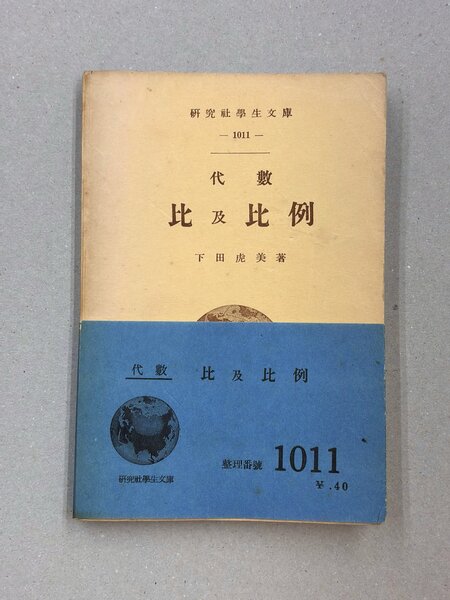 研究社學生文庫
— 1011 —
代數
比及比例
下田虎美著
代數 比及比例
整理番號 1011
¥ .40
研究社學生文庫